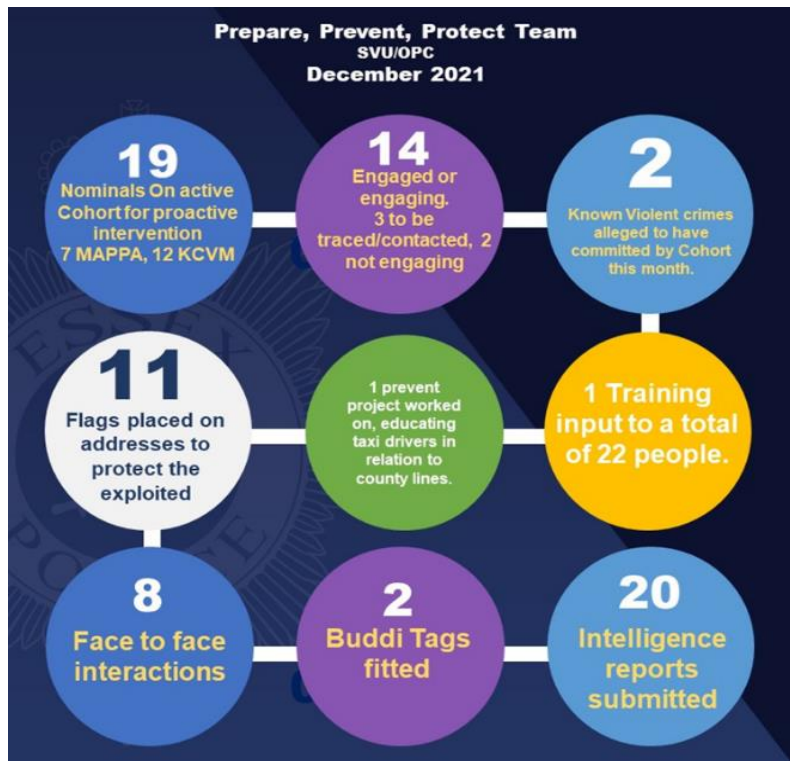 Prepare, Prevent, Protect Team
SVU/OPC
December 2021
19
Nominals On active
Cohort for proactive
intervention
7 MAPPA, 12 KCVM
14
Engaged or
engaging.
3 to be
traced/contacted, 2
not engaging
2
Known Violent crimes
alleged to have
committed by Cohort
this month.
11
Flags placed on
addresses to
protect the
exploited
1 prevent
project worked
on, educating
taxi drivers in
relation to
county lines.
1 Training
input to a total
of 22 people.
8
Face to face
interactions
2
Buddi Tags
fitted
20
Intelligence
reports
submitted
ESSEX
POLICE